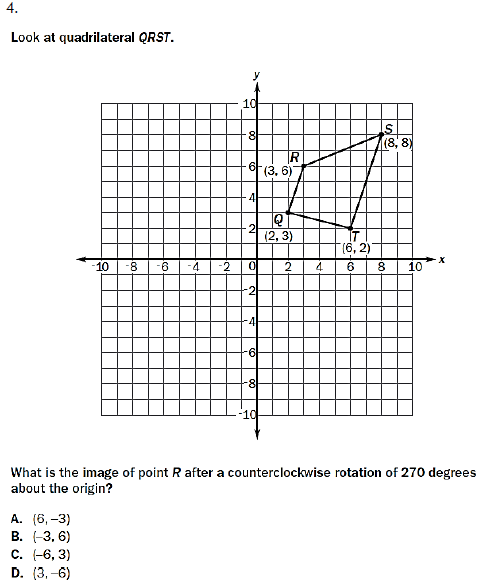 4.
Look at quadrilateral QRST.
y
10
8
S
(8, 8)
R
6
(3, 6)
4
Q
2
(2, 3)
T
(6, 2)
-10 -8 -6 -4 -2 0 2 4 6 8 10 x
-2
-4
-6
-8
-10
What is the image of point R after a counterclockwise rotation of 270 degrees
about the origin?
A. (6, –3)
B. (–3, 6)
C. (–6, 3)
D. (3, –6)